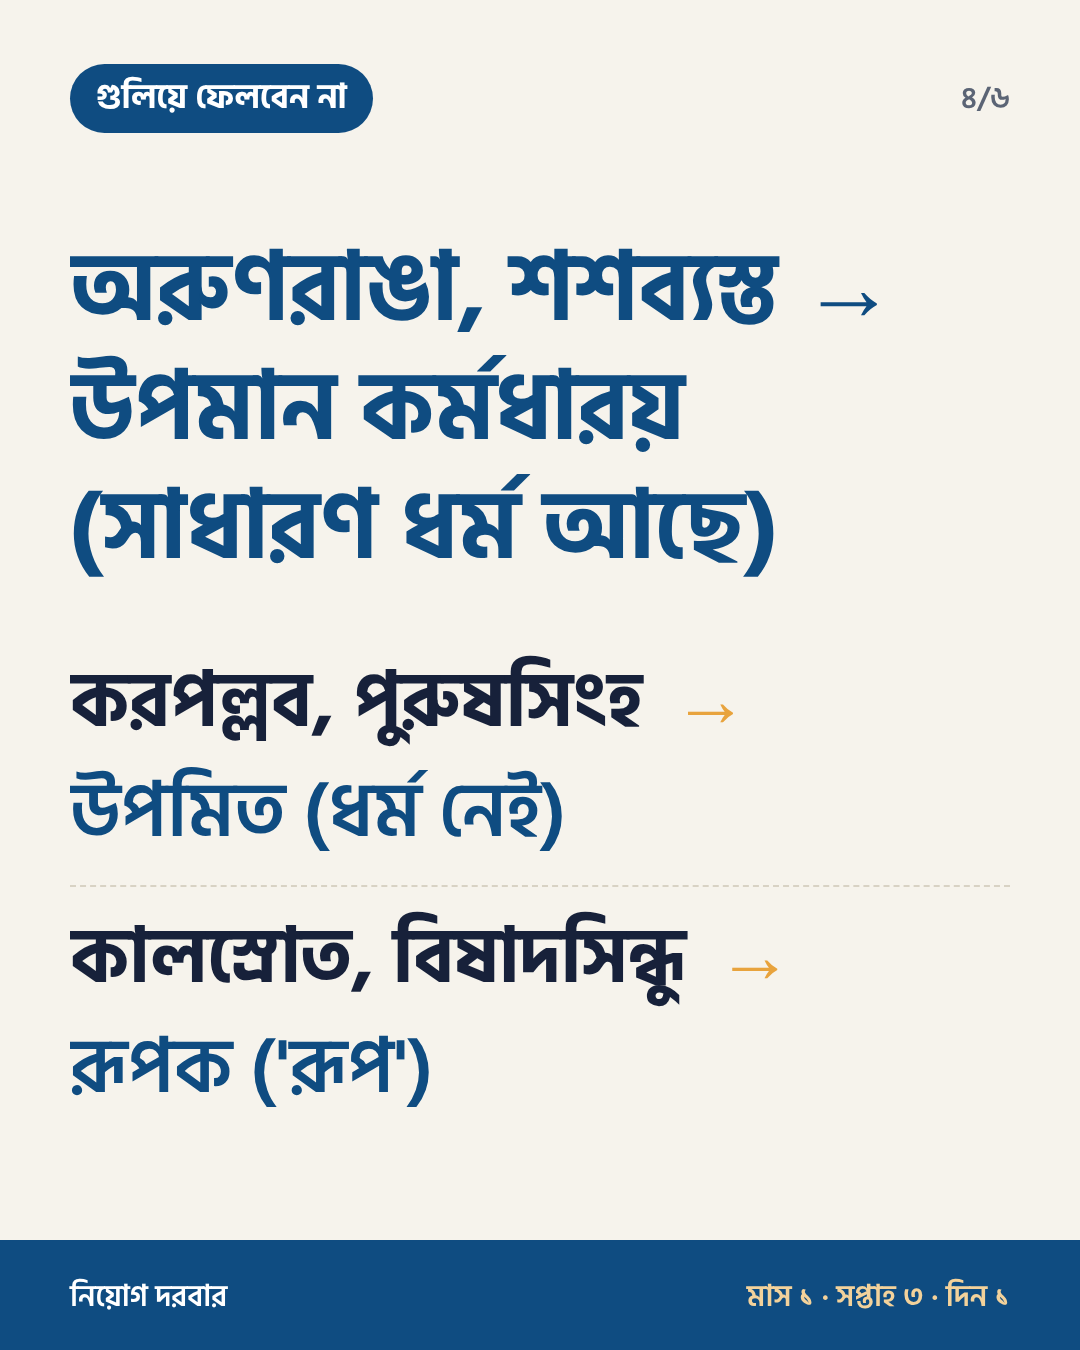 গুলিয়ে ফেলবেন না
৪/৬
অরুণরাঙা, শশব্যস্ত →
উপমান কর্মধারয়
(সাধারণ ধর্ম আছে)
করপল্লব, পুরুষসিংহ →
উপমিত (ধর্ম নেই)
কালস্রোত, বিষাদসিন্ধু →
রূপক ('রূপ')
নিয়োগ দরবার
মাস ১ · সপ্তাহ ৩ · দিন ১